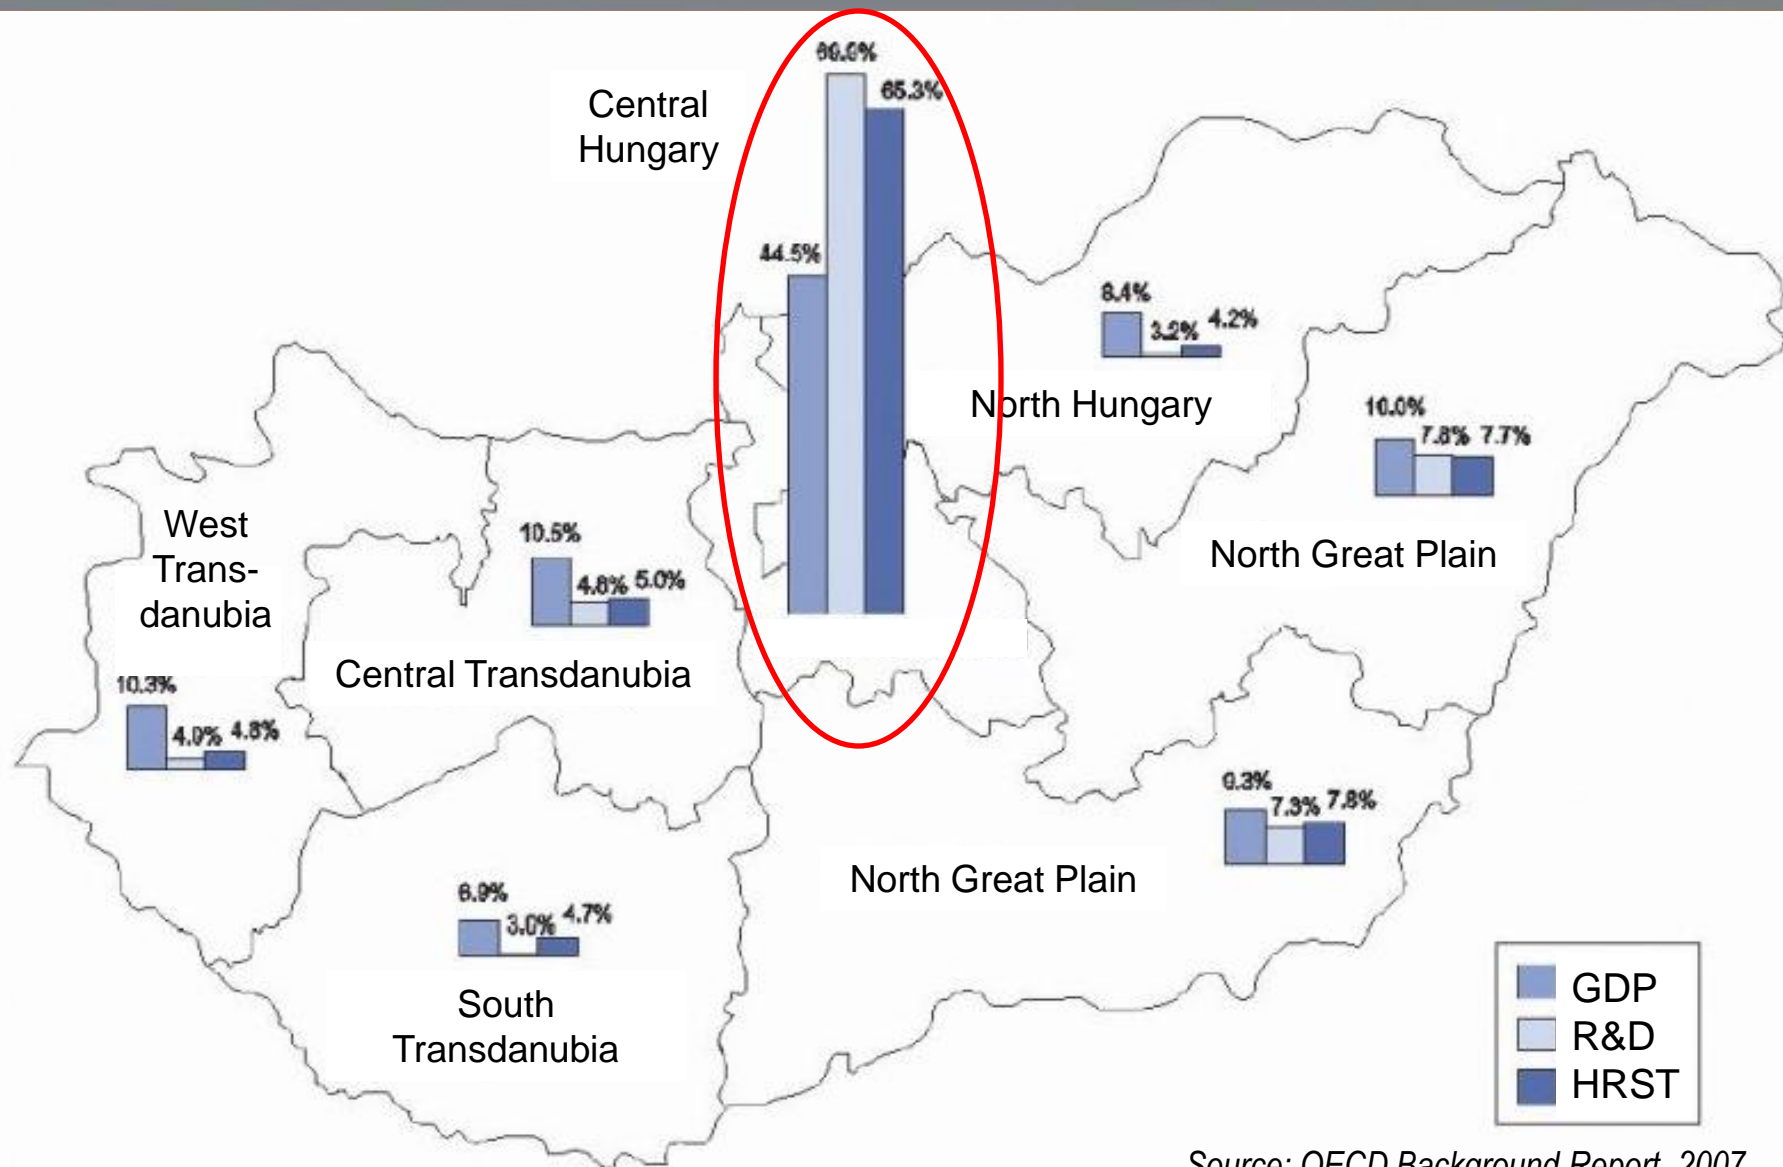 Central
Hungary
65.3%
44.5%
8.4%
3.2%
4.2%
North Hungary
10.0%
7.8%
7.7%
North Great Plain
West
Trans-
danubia
10.5%
4.8%
5.0%
Central Transdanubia
10.3%
4.0%
4.8%
7.3%
7.8%
North Great Plain
6.9%
3.0%
4.7%
South
Transdanubia
GDP
R&D
HRST
Source: OECD Background Report, 2007